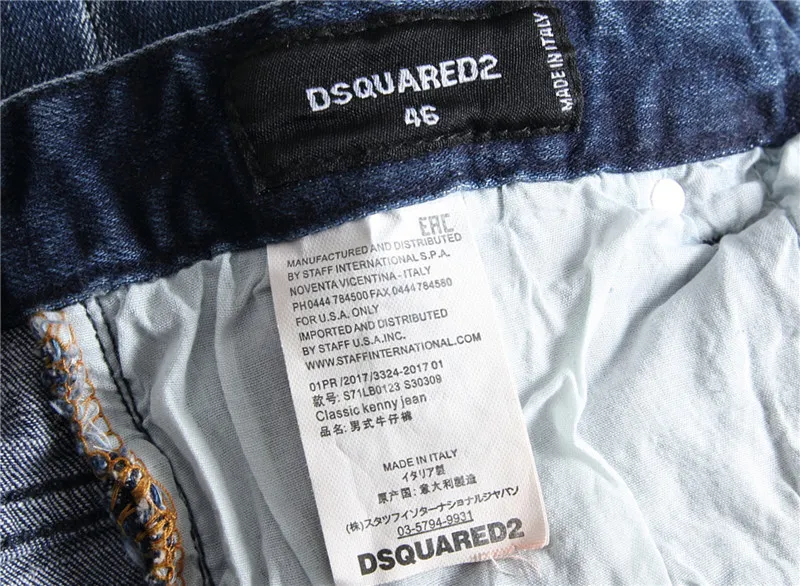 DSQUARED2
46
MADE IN ITALY
EAC
MANUFACTURED AND DISTRIBUTED
BY STAFF INTERNATIONAL S.P.A.
NOVENTA VICENTINA - ITALY
PH0444 784500 FAX.0444 784580
FOR U.S.A. ONLY
IMPORTED AND DISTRIBUTED
BY STAFF U.S.A.INC.
WWW.STAFFINTERNATIONAL.COM
01PR / 2017 / 3324-2017 01
款号: S71LB0123 S30309
Classic kenny jean
品名: 男式牛仔裤
MADE IN ITALY
イタリア製
原产国: 意大利制造
(株) スタッフインターナショナルジャパン
03-5794-9931
DSQUARED2